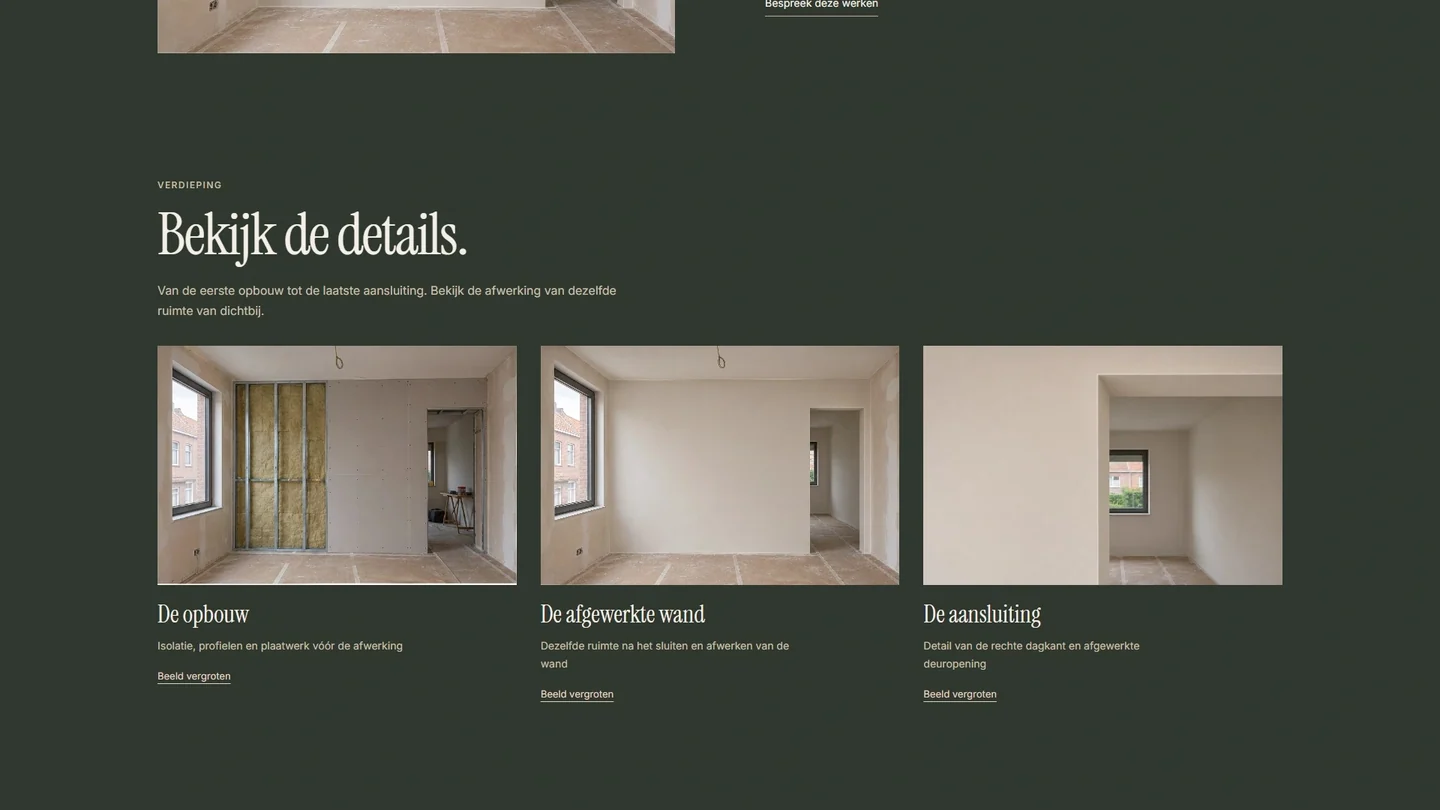 Bespreek deze werken
VERDIEPING
Bekijk de details.
Van de eerste opbouw tot de laatste aansluiting. Bekijk de afwerking van dezelfde
ruimte van dichtbij.
De opbouw
Isolatie, profielen en plaatwerk vóór de afwerking
Beeld vergroten
De afgewerkte wand
Dezelfde ruimte na het sluiten en afwerken van de
wand
Beeld vergroten
De aansluiting
Detail van de rechte dagkant en afgewerkte
deuropening
Beeld vergroten